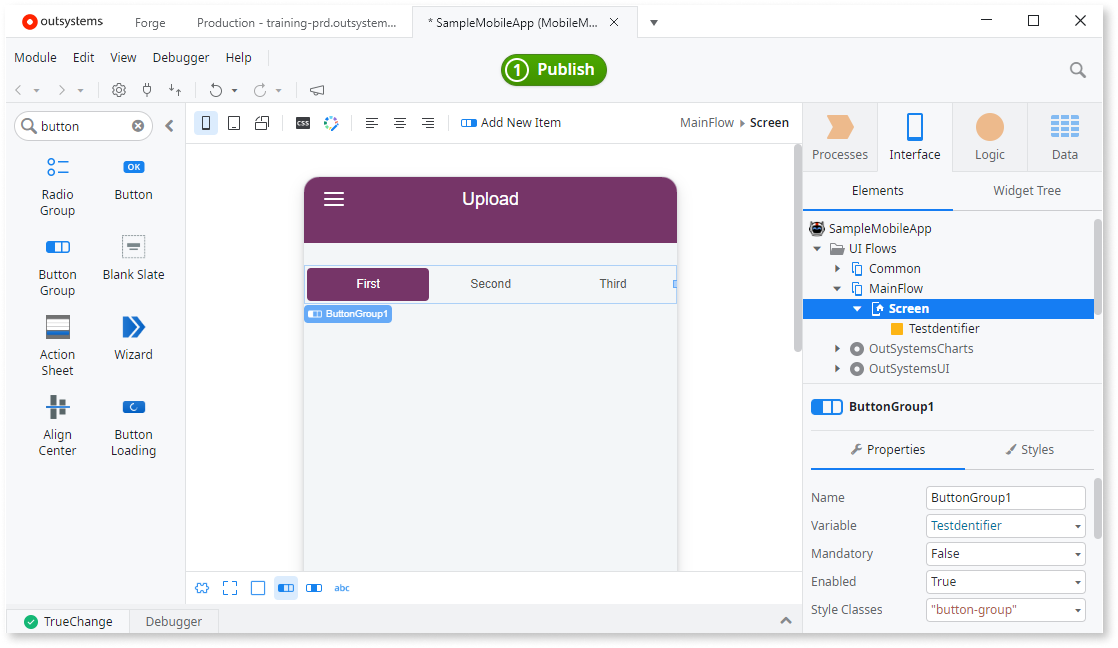 outsystems
Forge
Production - training-prd.outsystem...
* SampleMobileApp (MobileM...
Module Edit View Debugger Help
1 Publish
button
CSS
Add New Item
MainFlow Screen
Processes
Interface
Logic
Data
Radio
Group
OK
Button
Button
Group
Blank Slate
Action
Sheet
Wizard
Align
Center
Button
Loading
Upload
First Second Third
ButtonGroup1
abc
Elements Widget Tree
SampleMobileApp
UI Flows
Common
MainFlow
Screen
Testdentifier
OutSystemsCharts
OutSystemsUI
ButtonGroup1
Properties Styles
Name ButtonGroup1
Variable Testdentifier
Mandatory False
Enabled True
Style Classes "button-group"
TrueChange Debugger